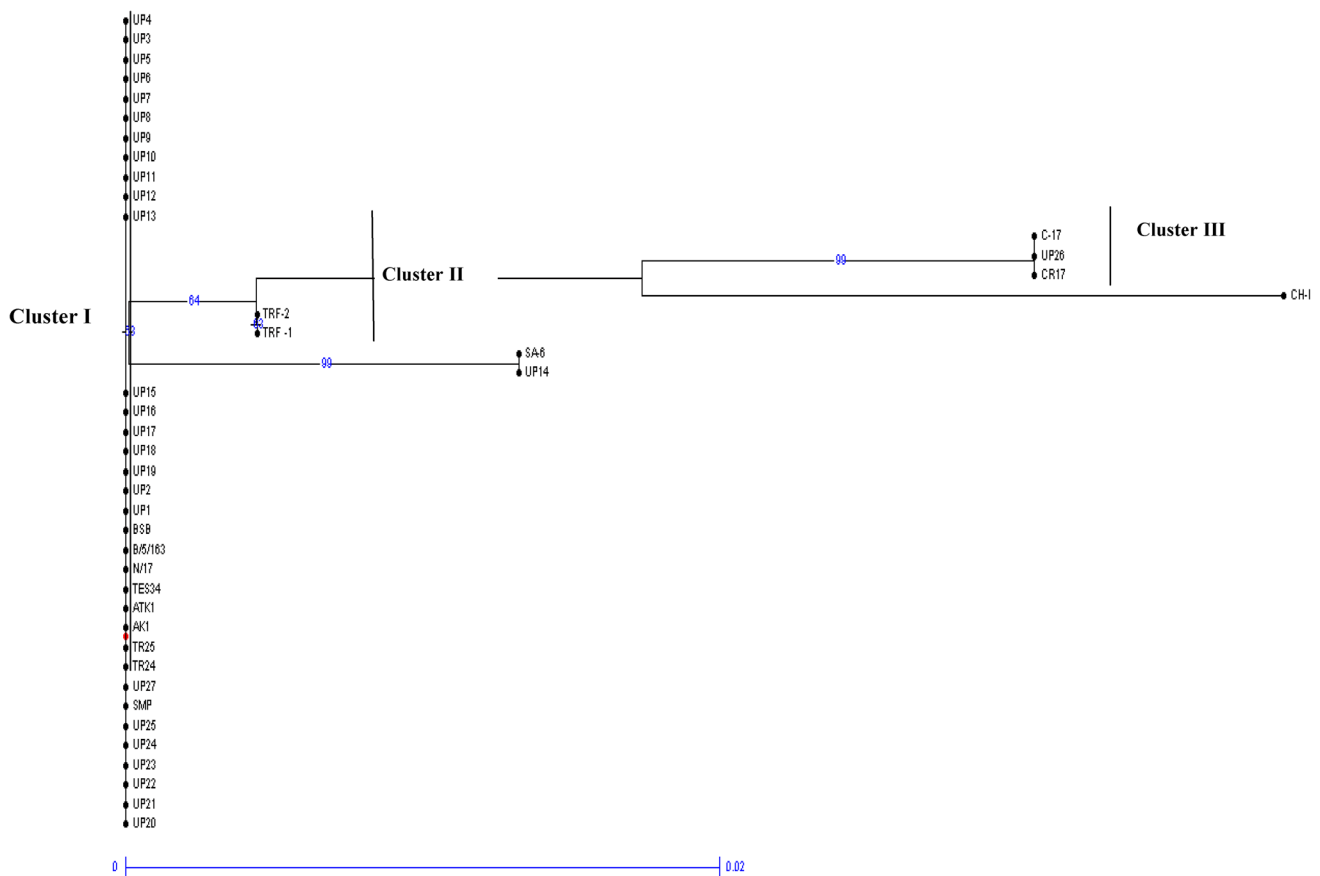 UP4
UP3
UP5
UP6
UP7
UP8
UP9
UP10
UP11
UP12
UP13
C-17
Cluster III
99
UP26
CR17
Cluster II
CH-I
64
TRF-2
Cluster I
63
TRF -1
SA-6
99
UP14
UP15
UP16
UP17
UP18
UP19
UP2
UP1
BSB
B/5/163
N/17
TES34
ATK1
AK1
TR25
TR24
UP27
SMP
UP25
UP24
UP23
UP22
UP21
UP20
0
0.02